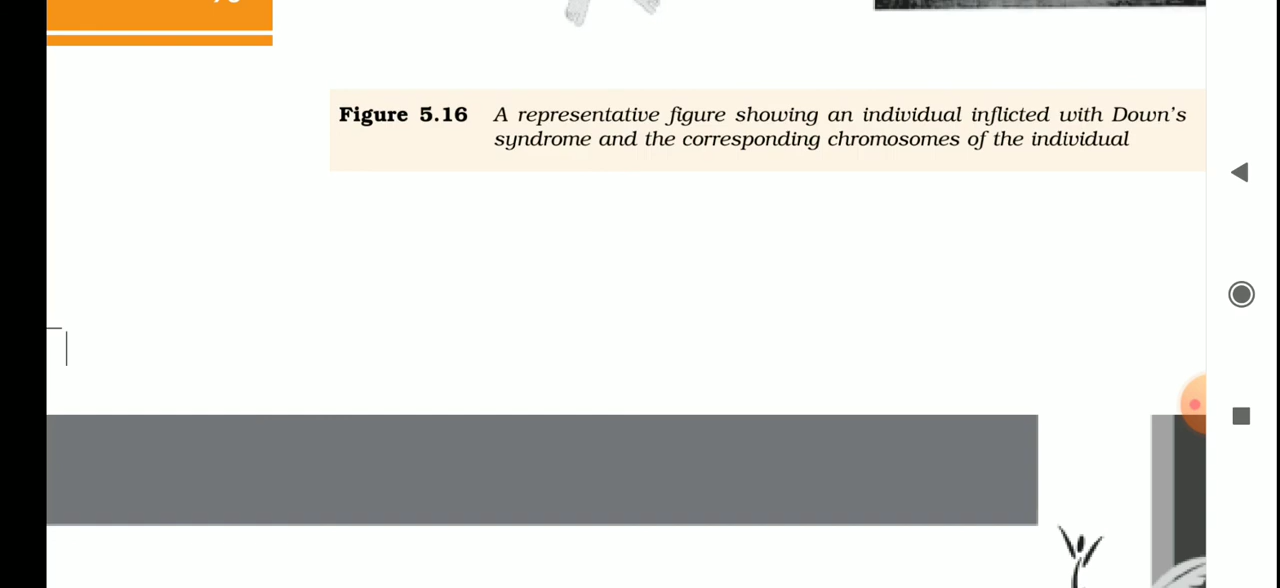 Figure 5.16 A representative figure showing an individual inflicted with Down's
syndrome and the corresponding chromosomes of the individual